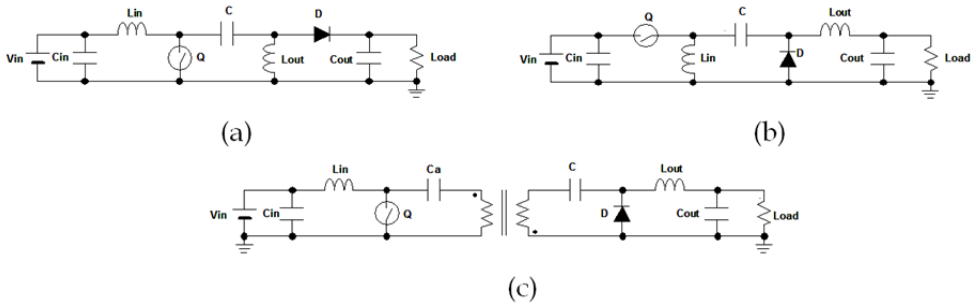 Lin C D
Vin Cin Q Lout Cout Load
(a)
Q C Lout
Vin Cin Lin D Cout Load
(b)
Lin Ca C Lout
Vin Cin Q D Cout Load
(c)